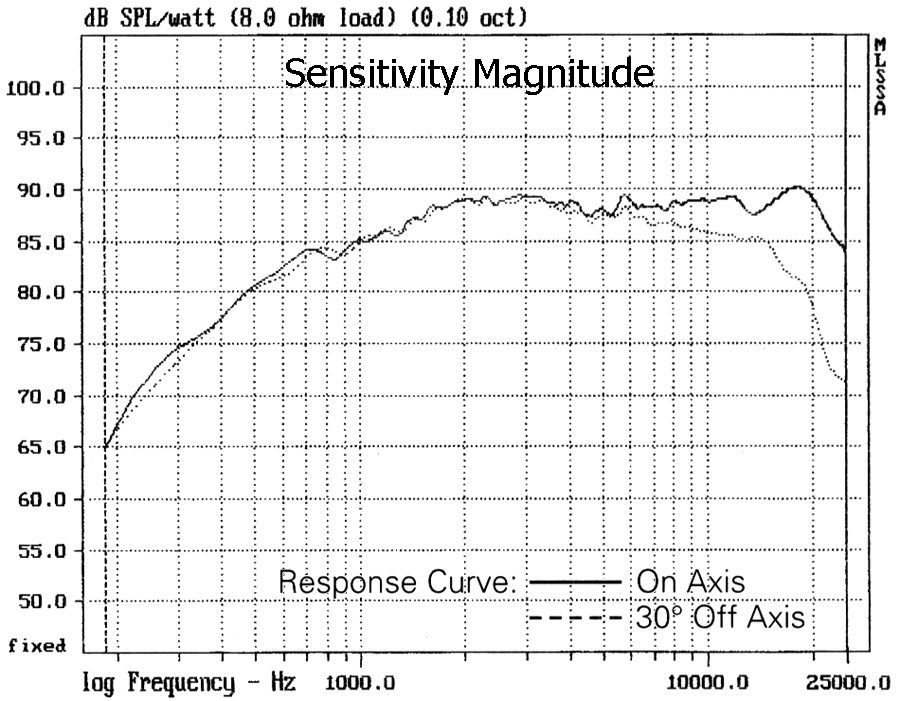 dB SPL/watt (8.0 ohm load) (0.10 oct)
Sensitivity Magnitude
MLSSA
100.0
95.0
90.0
85.0
80.0
75.0
70.0
65.0
60.0
55.0
50.0
fixed
Response Curve: On Axis
30° Off Axis
log Frequency - Hz 1000.0 10000.0 25000.0